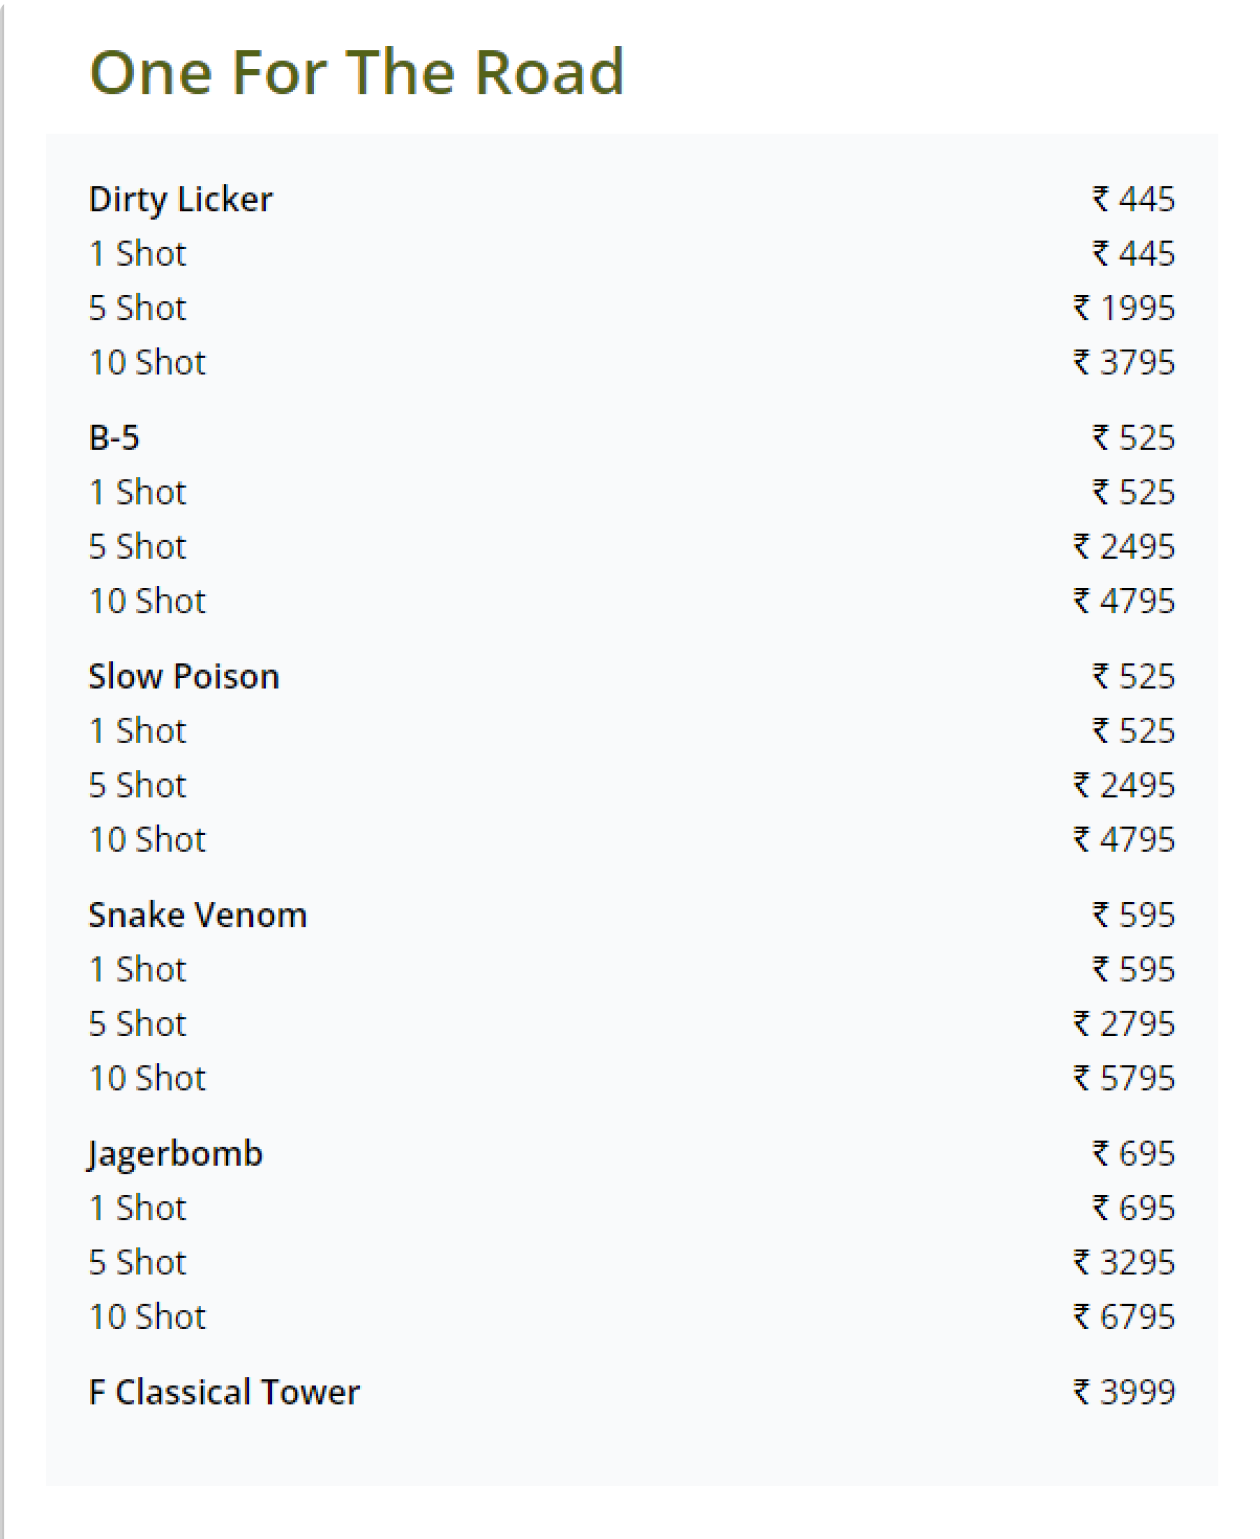 One For The Road
Dirty Licker ₹ 445
1 Shot ₹ 445
5 Shot ₹ 1995
10 Shot ₹ 3795
B-5 ₹ 525
1 Shot ₹ 525
5 Shot ₹ 2495
10 Shot ₹ 4795
Slow Poison ₹ 525
1 Shot ₹ 525
5 Shot ₹ 2495
10 Shot ₹ 4795
Snake Venom ₹ 595
1 Shot ₹ 595
5 Shot ₹ 2795
10 Shot ₹ 5795
Jagerbomb ₹ 695
1 Shot ₹ 695
5 Shot ₹ 3295
10 Shot ₹ 6795
F Classical Tower ₹ 3999